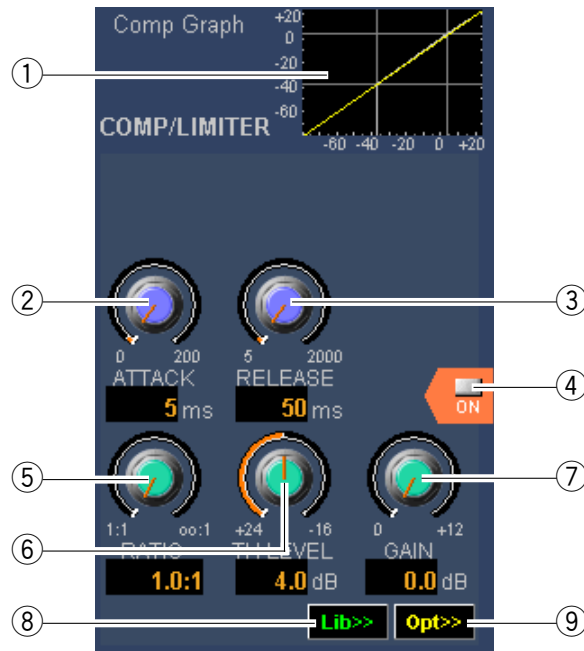 Comp Graph
+20
0
-20
-40
-60
-60 -40 -20 0 +20
①
COMP/LIMITER
②
③
0 200
5 2000
ATTACK
RELEASE
④
ON
5 ms
50 ms
⑤
⑦
1:1 oo:1
+24 -16
0 +12
⑥
RATIO
TH LEVEL
GAIN
1.0:1
4.0 dB
0.0 dB
⑧
Lib>>
Opt>>
⑨